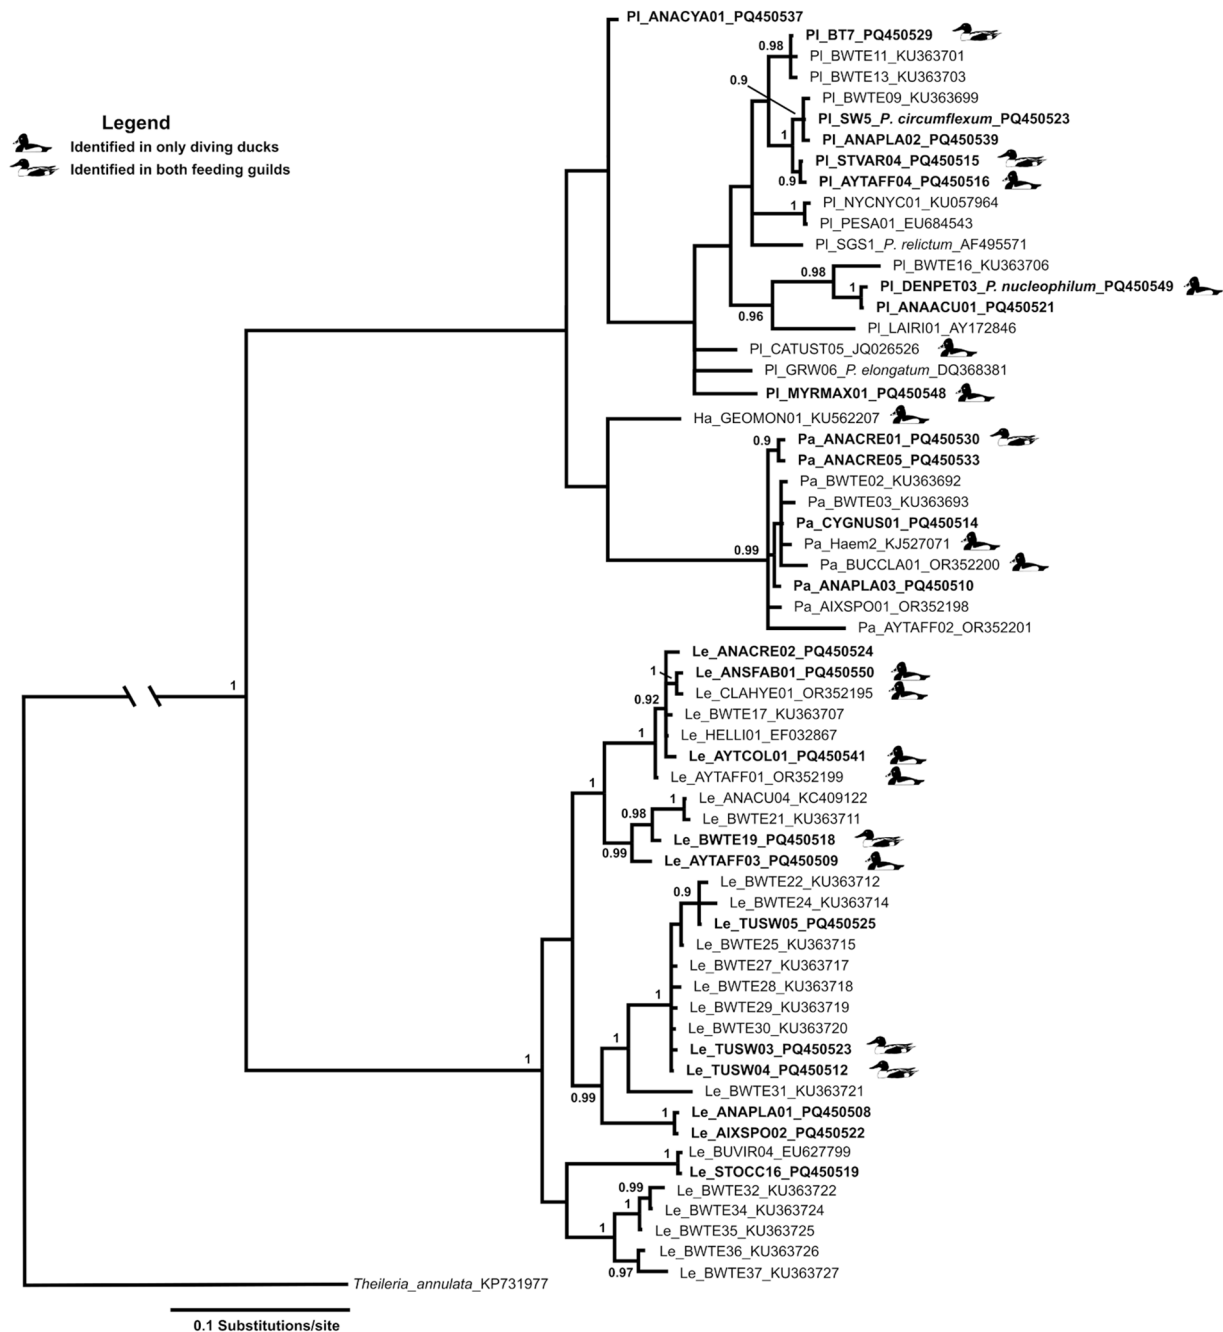 Pl_ANACYA01_PQ450537
Pl_BT7_PQ450529
0.98
Pl_BWTE11_KU363701
Pl_BWTE13_KU363703
0.9
Pl_BWTE09_KU363699
Legend
Pl_SW5_P. circumflexum_PQ450523
1
Pl_ANAPLA02_PQ450539
Identified in only diving ducks
Pl_STVAR04_PQ450515
Identified in both feeding guilds
0.9
Pl_AYTAFF04_PQ450516
1
Pl_NYCNYC01_KU057964
Pl_PESA01_EU684543
Pl_SGS1_P. relictum_AF495571
Pl_BWTE16_KU363706
0.98
1
Pl_DENPET03_P. nucleophilum_PQ450549
Pl_ANAACU01_PQ450521
0.96
Pl_LAIRI01_AY172846
Pl_CATUST05_JQ026526
Pl_GRW06_P. elongatum_DQ368381
Pl_MYRMAX01_PQ450548
Ha_GEOMON01_KU562207
0.9
Pa_ANACRE01_PQ450530
Pa_ANACRE05_PQ450533
Pa_BWTE02_KU363692
Pa_BWTE03_KU363693
Pa_CYGNUS01_PQ450514
Pa_Haem2_KJ527071
0.99
Pa_BUCCLA01_OR352200
Pa_ANAPLA03_PQ450510
Pa_AIXSPO01_OR352198
Pa_AYTAFF02_OR352201
Le_ANACRE02_PQ450524
1
Le_ANSFAB01_PQ450550
1
Le_CLAHYE01_OR352195
0.92
Le_BWTE17_KU363707
Le_HELLI01_EF032867
1
Le_AYTCOL01_PQ450541
Le_AYTAFF01_OR352199
1
1
Le_ANACU04_KC409122
0.98
Le_BWTE21_KU363711
Le_BWTE19_PQ450518
0.99
Le_AYTAFF03_PQ450509
Le_BWTE22_KU363712
0.9
Le_BWTE24_KU363714
Le_TUSW05_PQ450525
Le_BWTE25_KU363715
Le_BWTE27_KU363717
Le_BWTE28_KU363718
1
Le_BWTE29_KU363719
Le_BWTE30_KU363720
1
Le_TUSW03_PQ450523
1
Le_TUSW04_PQ450512
Le_BWTE31_KU363721
0.99
1
Le_ANAPLA01_PQ450508
Le_AIXSPO02_PQ450522
1
Le_BUVIR04_EU627799
Le_STOCC16_PQ450519
0.99
Le_BWTE32_KU363722
1
Le_BWTE34_KU363724
1
Le_BWTE35_KU363725
Le_BWTE36_KU363726
0.97
Le_BWTE37_KU363727
Theileria_annulata_KP731977
0.1 Substitutions/site